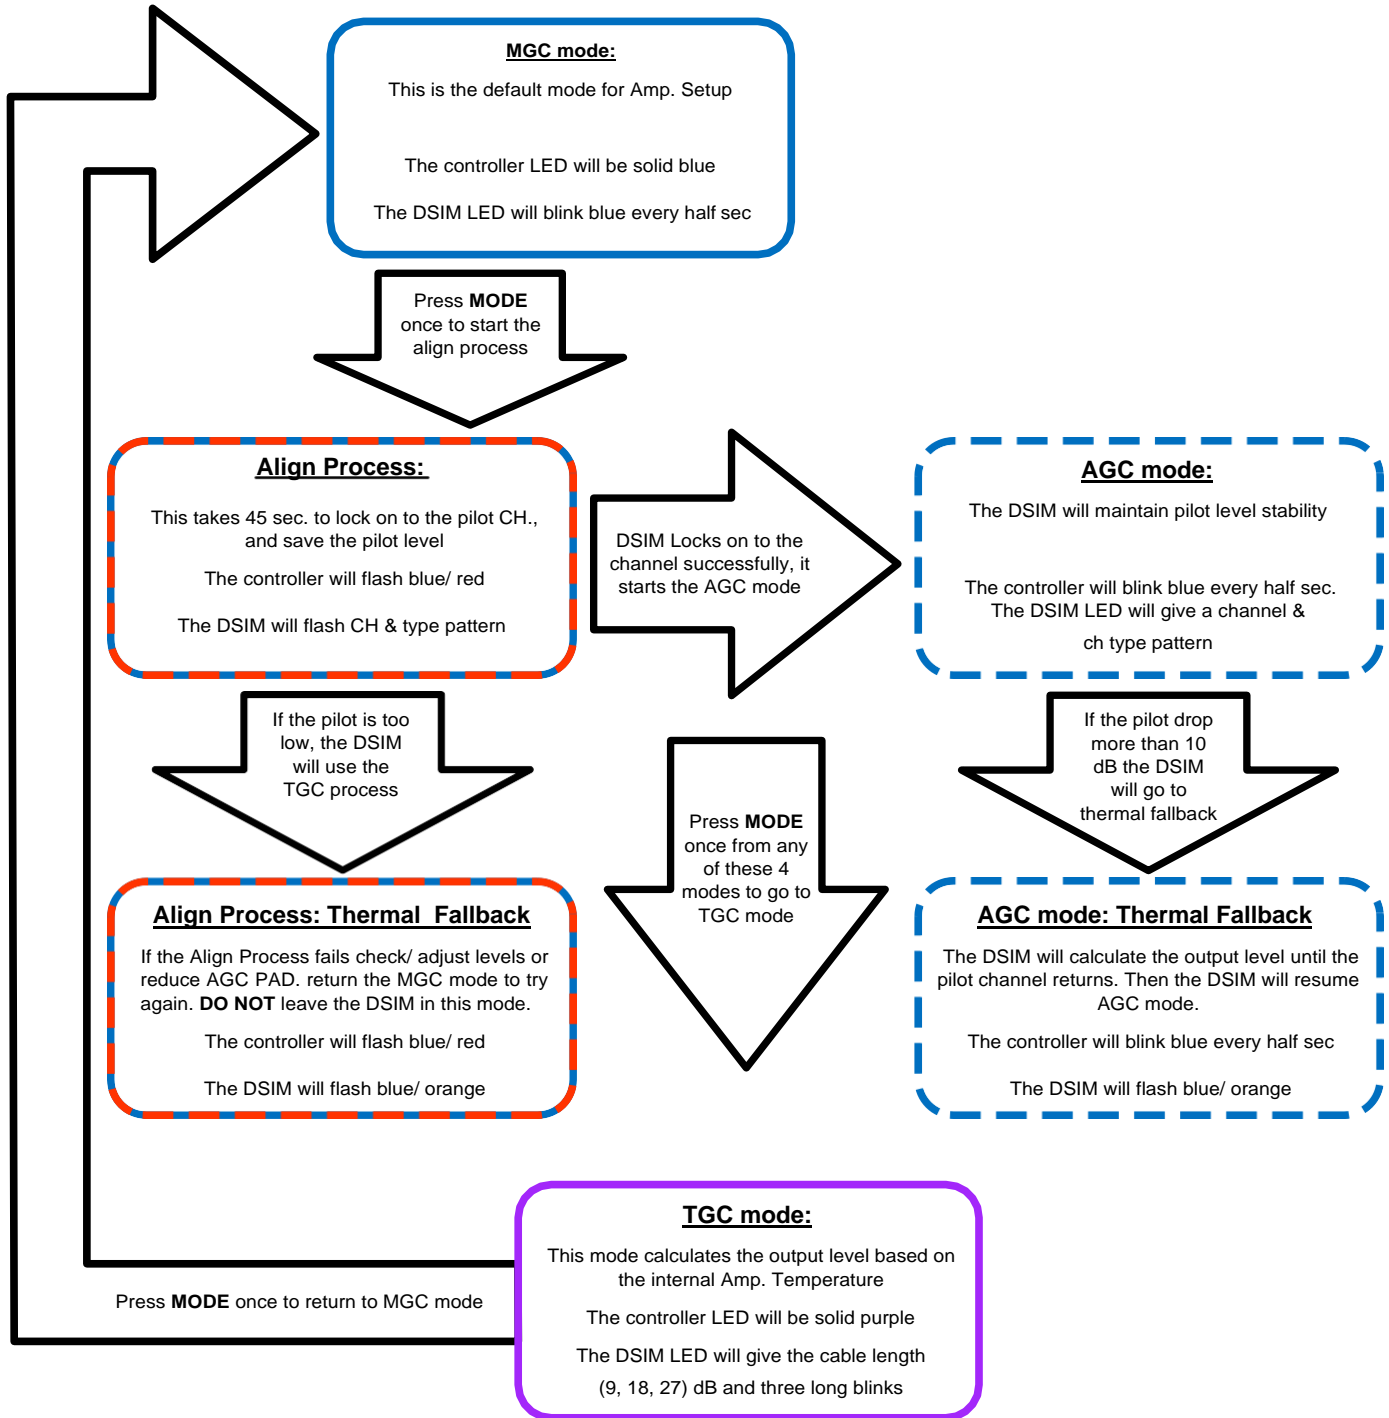 MGC mode:
This is the default mode for Amp. Setup
The controller LED will be solid blue
The DSIM LED will blink blue every half sec
Press MODE
once to start the
align process
Align Process:
This takes 45 sec. to lock on to the pilot CH.,
and save the pilot level
The controller will flash blue/ red
The DSIM will flash CH & type pattern
DSIM Locks on to the
channel successfully, it
starts the AGC mode
AGC mode:
The DSIM will maintain pilot level stability
The controller will blink blue every half sec.
The DSIM LED will give a channel &
ch type pattern
If the pilot is too
low, the DSIM
will use the
TGC process
Press MODE
once from any
of these 4
modes to go to
TGC mode
If the pilot drop
more than 10
dB the DSIM
will go to
thermal fallback
Align Process: Thermal Fallback
If the Align Process fails check/ adjust levels or
reduce AGC PAD. return the MGC mode to try
again. DO NOT leave the DSIM in this mode.
The controller will flash blue/ red
The DSIM will flash blue/ orange
AGC mode: Thermal Fallback
The DSIM will calculate the output level until the
pilot channel returns. Then the DSIM will resume
AGC mode.
The controller will blink blue every half sec
The DSIM will flash blue/ orange
TGC mode:
This mode calculates the output level based on
the internal Amp. Temperature
The controller LED will be solid purple
The DSIM LED will give the cable length
(9, 18, 27) dB and three long blinks
Press MODE once to return to MGC mode